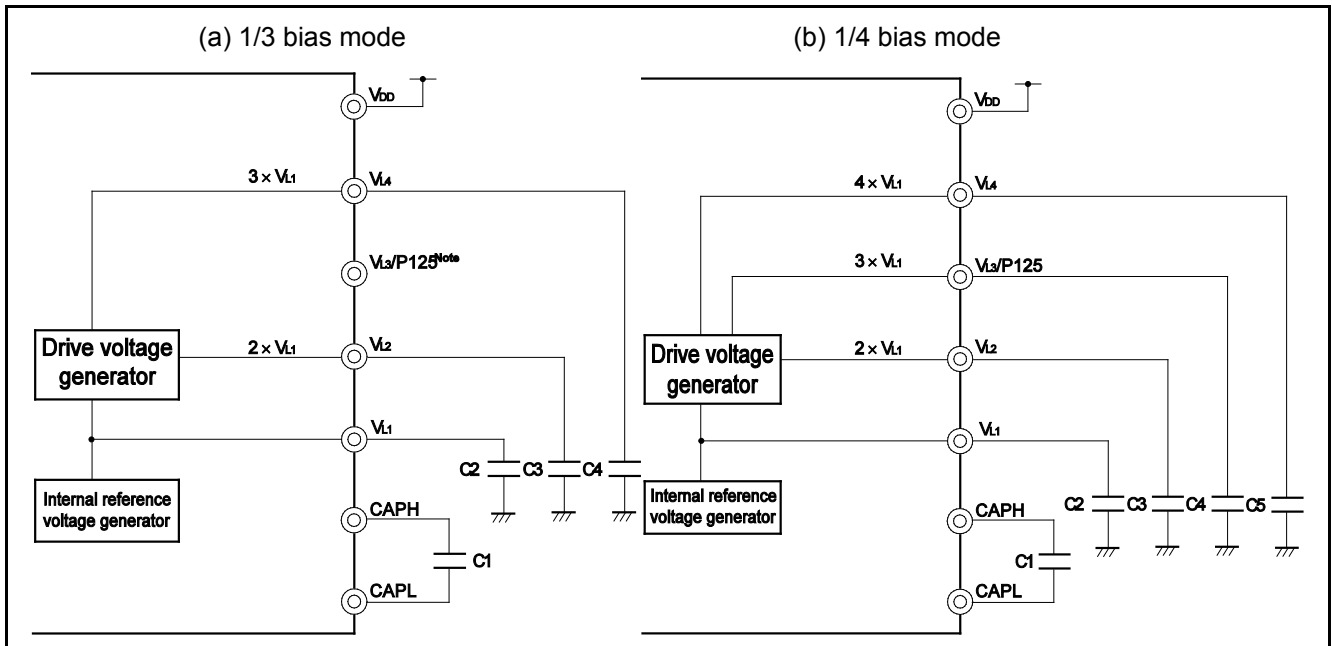 (a) 1/3 bias mode
VDD
3 × VL1
VL4
VL3/P125Note
Drive voltage
generator
2 × VL1
VL2
VL1
C2
C3
C4
Internal reference
voltage generator
CAPH
C1
CAPL
(b) 1/4 bias mode
VDD
4 × VL1
VL4
3 × VL1
VL3/P125
Drive voltage
generator
2 × VL1
VL2
VL1
C2
C3
C4
C5
Internal reference
voltage generator
CAPH
C1
CAPL